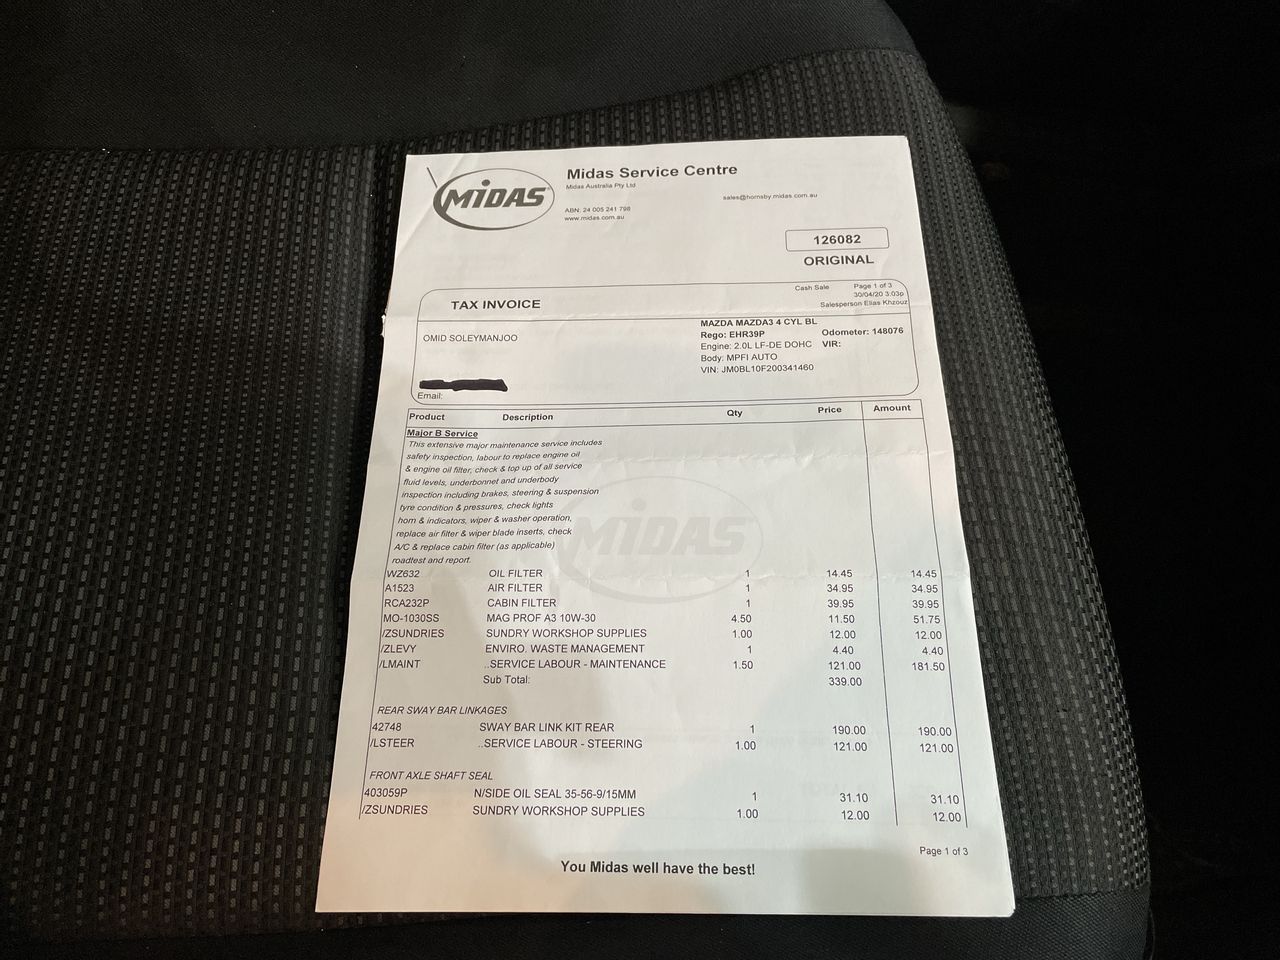 MiDAS
Midas Service Centre
Midas Australia Pty Ltd
ABN: 24 005 241 798
www.midas.com.au
sales@hornsby.midas.com.au
126082
ORIGINAL
TAX INVOICE
Cash Sale Page 1 of 3
30/04/20 3:03p
Salesperson Elias Khzouz
OMID SOLEYMANJOO
Email:
MAZDA MAZDA3 4 CYL BL
Rego: EHR39P Odometer: 148076
Engine: 2.0L LF-DE DOHC VIR:
Body: MPFI AUTO
VIN: JM0BL10F200341460
Product Description Qty Price Amount
Major B Service
This extensive major maintenance service includes
safety inspection, labour to replace engine oil
& engine oil filter, check & top up of all service
fluid levels, underbonnet and underbody
inspection including brakes, steering & suspension
tyre condition & pressures, check lights
horn & indicators, wiper & washer operation,
replace air filter & wiper blade inserts, check
A/C & replace cabin filter (as applicable)
roadtest and report.
MiDAS
WZ632 OIL FILTER 1 14.45 14.45
A1523 AIR FILTER 1 34.95 34.95
RCA232P CABIN FILTER 1 39.95 39.95
MO-1030SS MAG PROF A3 10W-30 4.50 11.50 51.75
/ZSUNDRIES SUNDRY WORKSHOP SUPPLIES 1.00 12.00 12.00
/ZLEVY ENVIRO. WASTE MANAGEMENT 1 4.40 4.40
/LMAINT ..SERVICE LABOUR - MAINTENANCE 1.50 121.00 181.50
Sub Total: 339.00
REAR SWAY BAR LINKAGES
42748 SWAY BAR LINK KIT REAR 1 190.00 190.00
/LSTEER ..SERVICE LABOUR - STEERING 1.00 121.00 121.00
FRONT AXLE SHAFT SEAL
403059P N/SIDE OIL SEAL 35-56-9/15MM 1 31.10 31.10
/ZSUNDRIES SUNDRY WORKSHOP SUPPLIES 1.00 12.00 12.00
Page 1 of 3
You Midas well have the best!